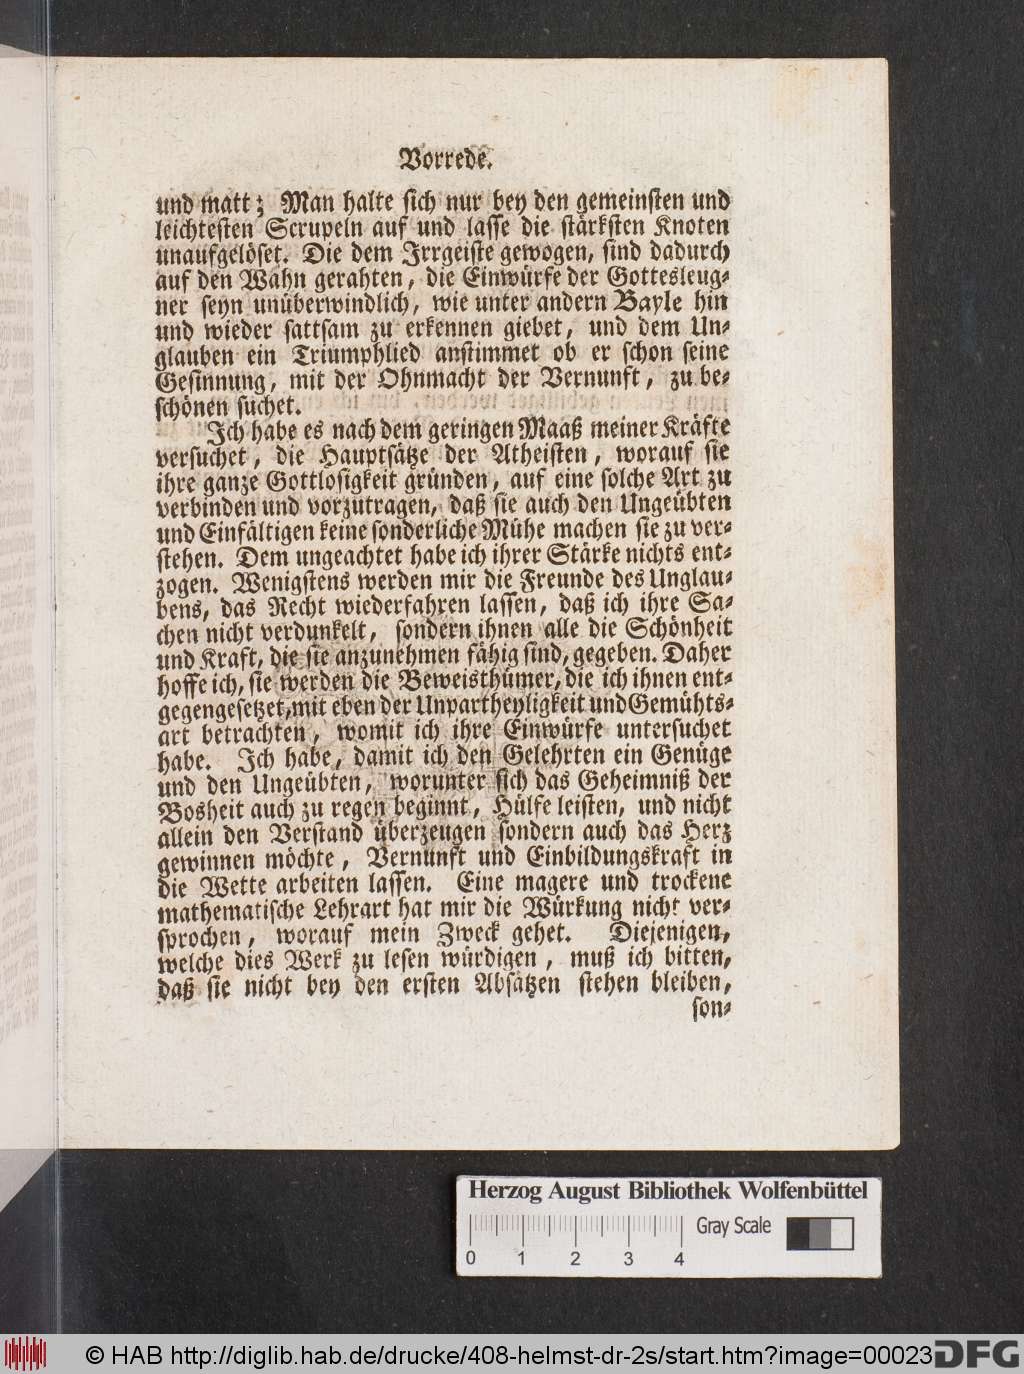 Vorrede.
und matt; Man halte sich nur bey den gemeinsten und
leichtesten Scrupeln auf und lasse die stärksten Knoten
unaufgelöset. Die dem Irrgeiste gewogen, sind dadurch
auf den Wahn gerahten, die Einwürfe der Gottesleug-
ner seyn unüberwindlich, wie unter andern Bayle hin
und wieder sattsam zu erkennen giebet, und dem Un-
glauben ein Triumphlied anstimmet ob er schon seine
Gesinnung, mit der Ohnmacht der Vernunft, zu be-
schönen suchet.
Ich habe es nach dem geringen Maaß meiner Kräfte
versuchet, die Hauptsätze der Atheisten, worauf sie
ihre ganze Gottlosigkeit gründen, auf eine solche Art zu
verbinden und vorzutragen, daß sie auch den Ungeübten
und Einfältigen keine sonderliche Mühe machen sie zu ver-
stehen. Dem ungeachtet habe ich ihrer Stärke nichts ent-
zogen. Wenigstens werden mir die Freunde des Unglau-
bens, das Recht wiederfahren lassen, daß ich ihre Sa-
chen nicht verdunkelt, sondern ihnen alle die Schönheit
und Kraft, die sie anzunehmen fähig sind, gegeben. Daher
hoffe ich, sie werden die Beweisthümer, die ich ihnen ent-
gegengesetzet, mit eben der Unpartheyligkeit und Gemühts-
art betrachten, womit ich ihre Einwürfe untersuchet
habe. Ich habe, damit ich den Gelehrten ein Genüge
und den Ungeübten, worunter sich das Geheimniß der
Bosheit auch zu regen beginnt, Hülfe leisten, und nicht
allein den Verstand überzeugen sondern auch das Herz
gewinnen möchte, Vernunft und Einbildungskraft in
die Wette arbeiten lassen. Eine magere und trockene
mathematische Lehrart hat mir die Würkung nicht ver-
sprochen, worauf mein Zweck gehet. Diejenigen,
welche dies Werk zu lesen würdigen, muß ich bitten,
daß sie nicht bey den ersten Absätzen stehen bleiben,
son-
Herzog August Bibliothek Wolfenbüttel
Gray Scale
0 1 2 3 4
© HAB http://diglib.hab.de/drucke/408-helmst-dr-2s/start.htm?image=00023
DFG